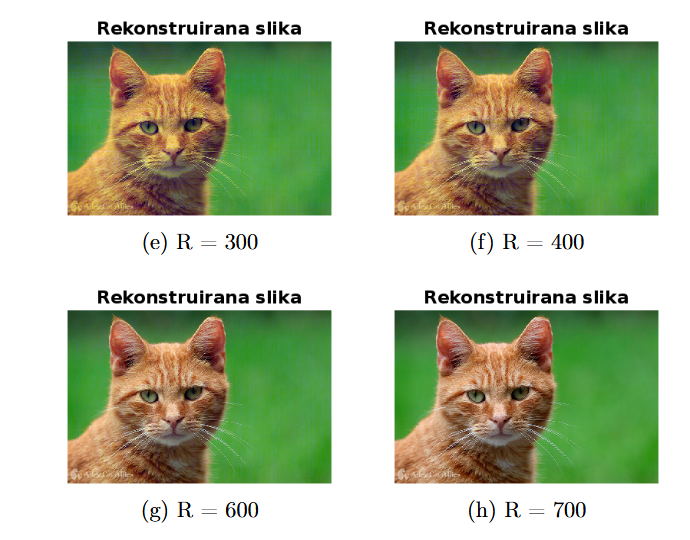 Rekonstruirana slika
Rekonstruirana slika
(e) R = 300
(f) R = 400
Rekonstruirana slika
Rekonstruirana slika
(g) R = 600
(h) R = 700